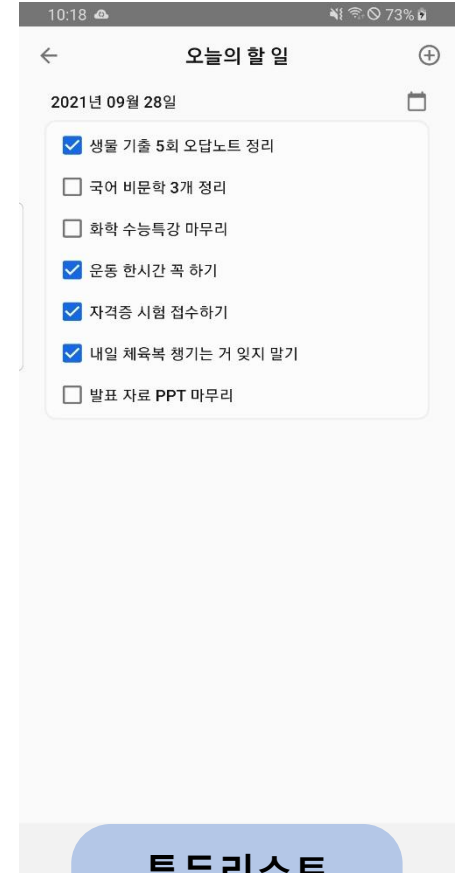 10:18 73%
오늘의 할 일
2021년 09월 28일
생물 기출 5회 오답노트 정리
국어 비문학 3개 정리
화학 수능특강 마무리
운동 한시간 꼭 하기
자격증 시험 접수하기
내일 체육복 챙기는 거 잊지 말기
발표 자료 PPT 마무리
투두리스트